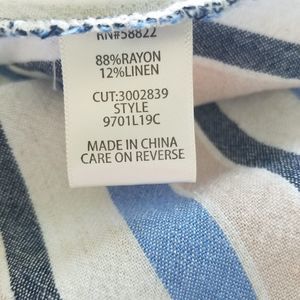 RN#58822
88%RAYON
12%LINEN
CUT:3002839
STYLE
9701L19C
MADE IN CHINA
CARE ON REVERSE